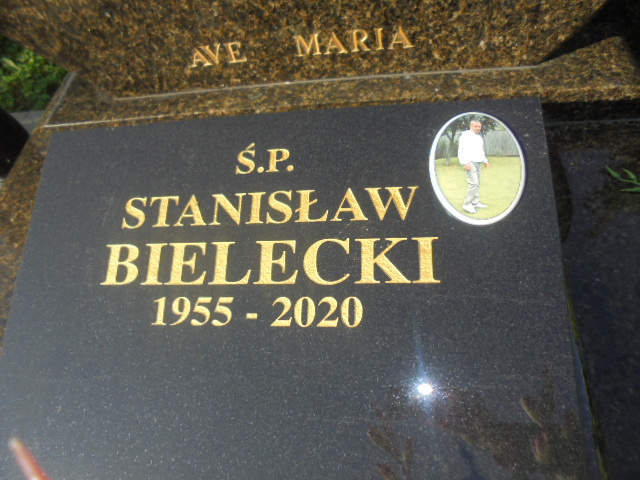 AVE MARIA
Ś.P.
STANISŁAW
BIELECKI
1955 - 2020